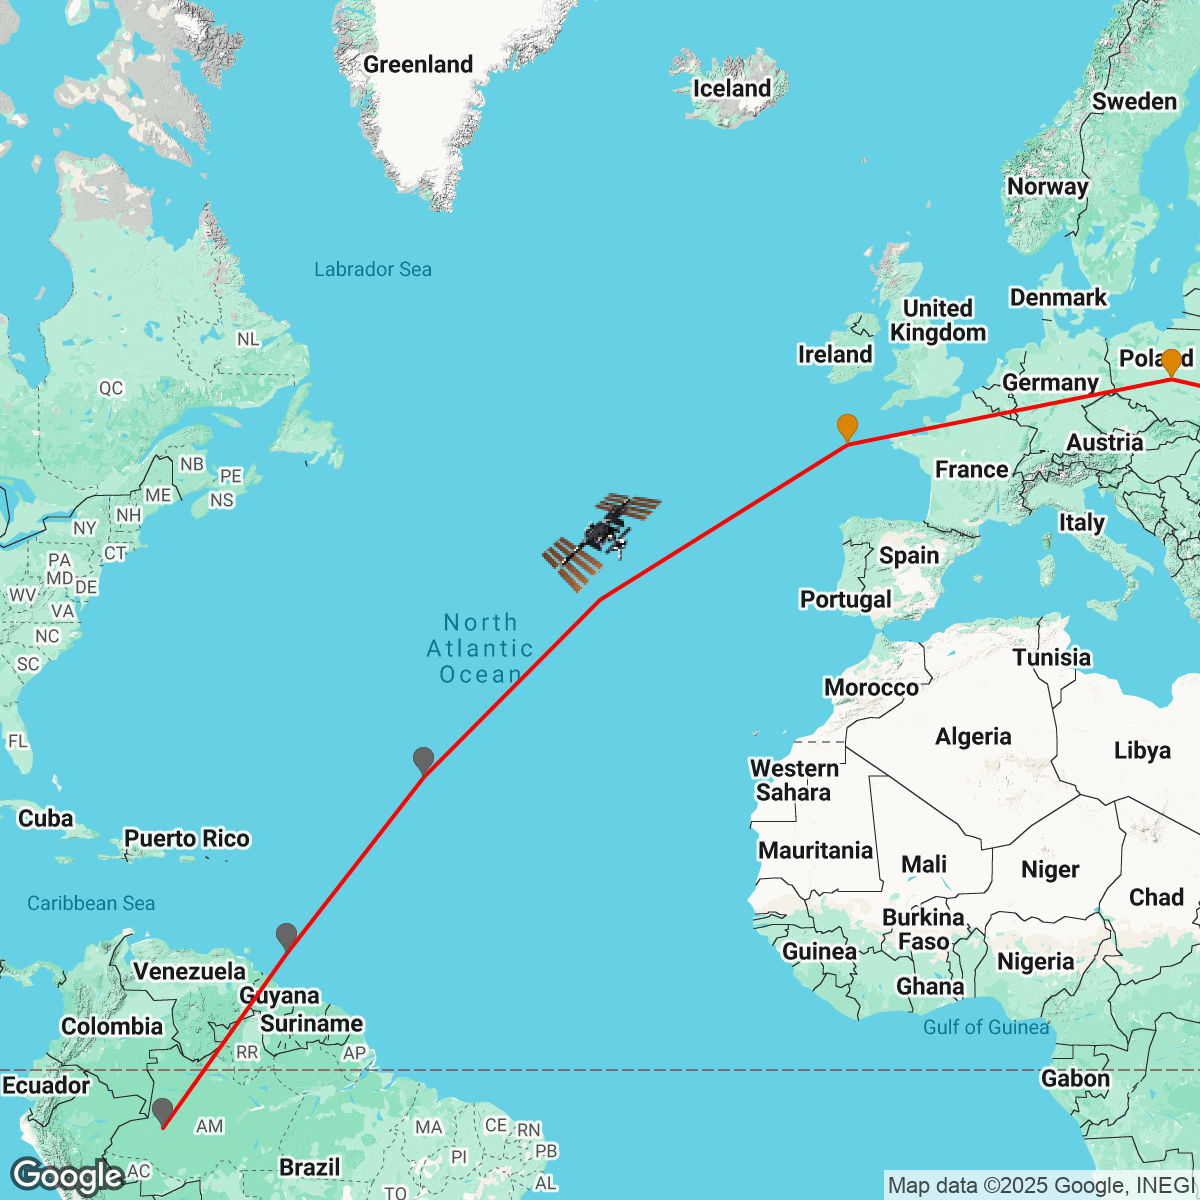 Greenland
Iceland
Sweden
Norway
Labrador Sea
Denmark
United
Kingdom
NL
Ireland
Poland
Germany
QC
Austria
NB
PE
France
ME
NS
NH
NY
Italy
CT
Spain
PA
MD
DE
WV
Portugal
VA
North
Atlantic
Ocean
NC
SC
Tunisia
Morocco
FL
Algeria
Libya
Western
Sahara
Cuba
Puerto Rico
Mauritania
Mali
Niger
Chad
Caribbean Sea
Burkina
Faso
Guinea
Nigeria
Venezuela
Ghana
Guyana
Suriname
Colombia
Gulf of Guinea
RR
AP
Ecuador
Gabon
AM
MA
CE
RN
PB
PI
Brazil
AC
AL
TO
Google
Map data ©2025 Google, INEGI